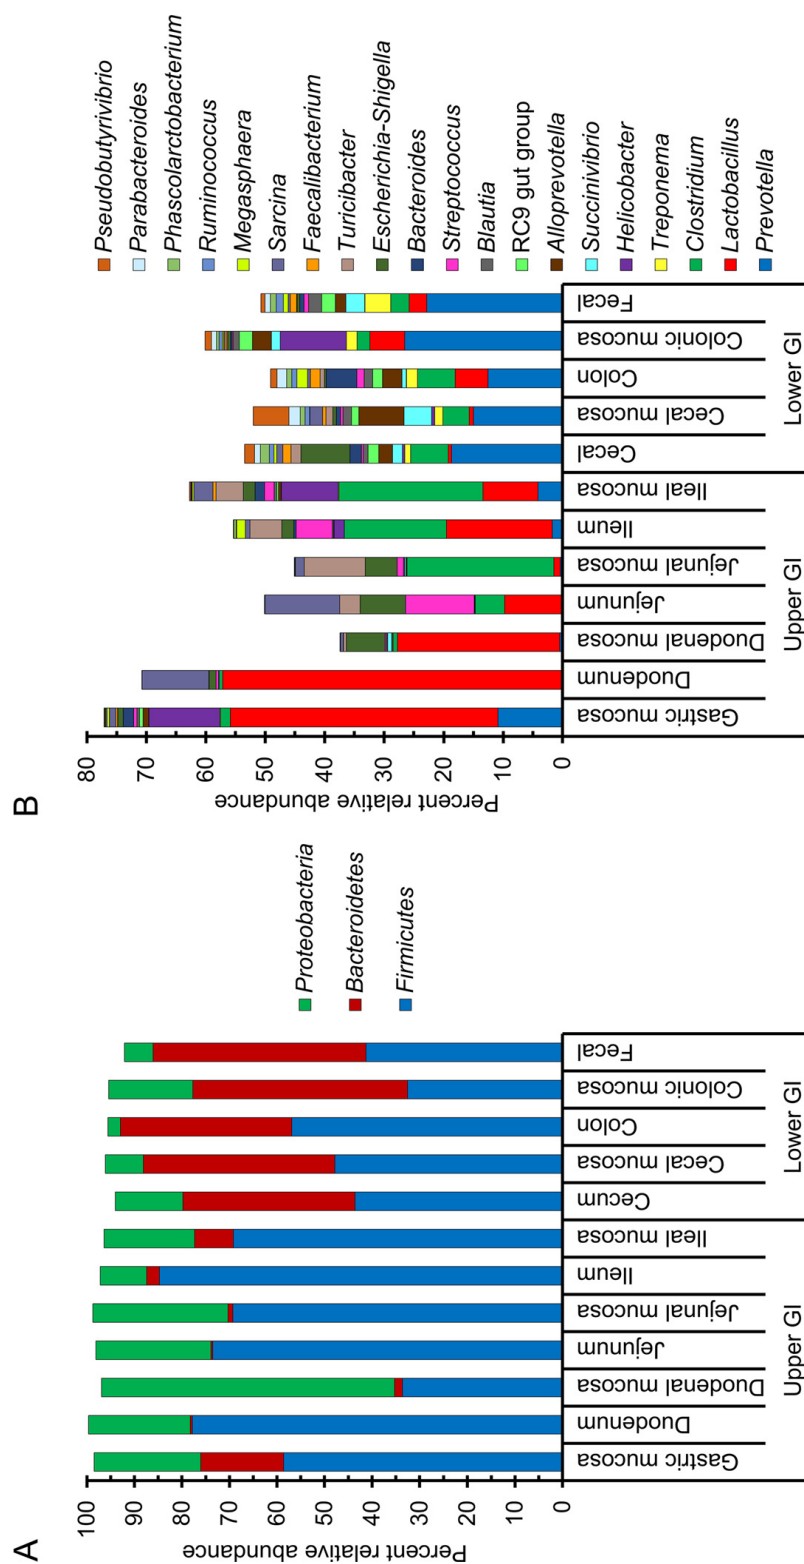 A
Percent relative abundance
100
90
80
70
60
50
40
30
20
10
0
Gastric mucosa
Duodenum
Duodenal mucosa
Jejunum
Jejunal mucosa
Ileum
Ileal mucosa
Cecum
Cecal mucosa
Colon
Colonic mucosa
Fecal
Upper GI
Lower GI
Proteobacteria
Bacteroidetes
Firmicutes
B
Percent relative abundance
80
70
60
50
40
30
20
10
0
Gastric mucosa
Duodenum
Duodenal mucosa
Jejunum
Jejunal mucosa
Ileum
Ileal mucosa
Cecal
Cecal mucosa
Colon
Colonic mucosa
Fecal
Upper GI
Lower GI
Pseudobutyrivibrio
Parabacteroides
Phascolarctobacterium
Ruminococcus
Megasphaera
Sarcina
Faecalibacterium
Turicibacter
Escherichia-Shigella
Bacteroides
Streptococcus
Blautia
RC9 gut group
Alloprevotella
Succinivibrio
Helicobacter
Treponema
Clostridium
Lactobacillus
Prevotella